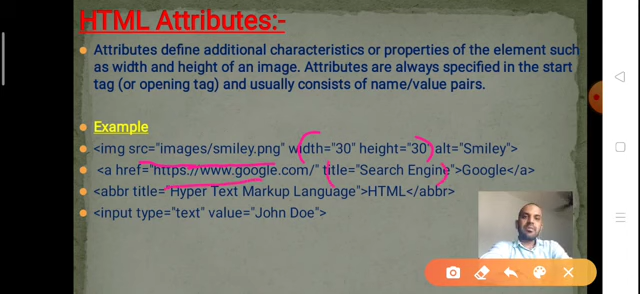 HTML Attributes:-
Attributes define additional characteristics or properties of the element such
as width and height of an image. Attributes are always specified in the start
tag (or opening tag) and usually consists of name/value pairs.
Example
<img src="images/smiley.png" width="30" height="30" alt="Smiley">
<a href="https://www.google.com/" title="Search Engine">Google</a>
<abbr title="Hyper Text Markup Language">HTML</abbr>
<input type="text" value="John Doe">